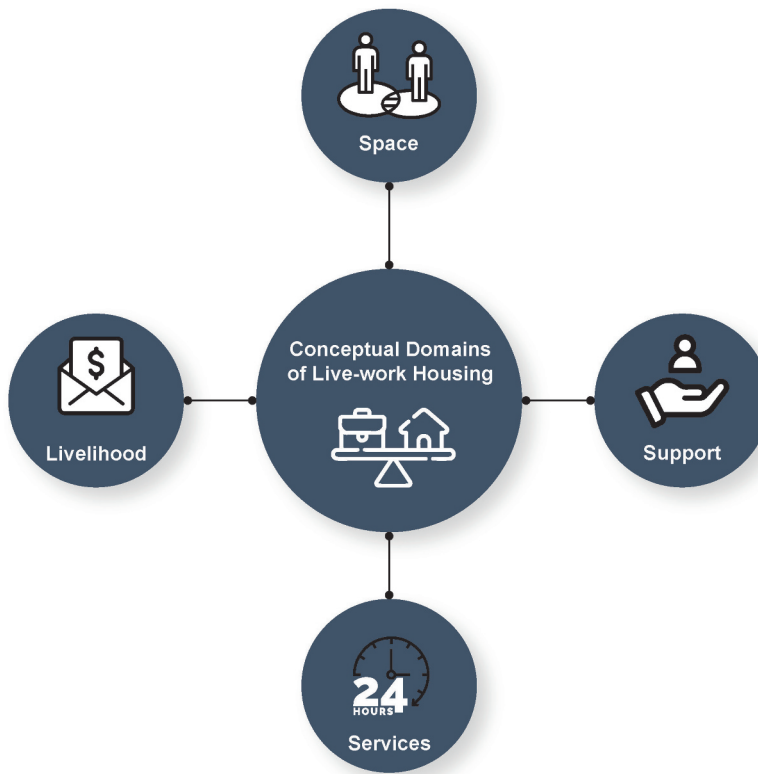 Space
Conceptual Domains
of Live-work Housing
$
Livelihood
Support
24
HOURS
Services